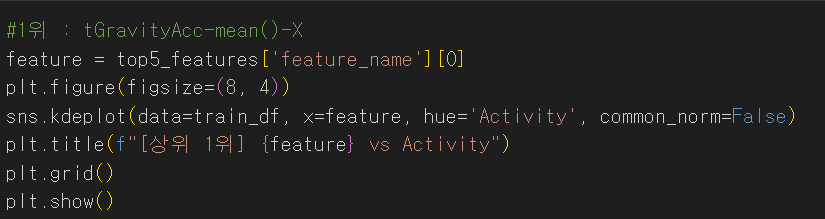 #1위 : tGravityAcc-mean()-X
feature = top5_features['feature_name'][0]
plt.figure(figsize=(8, 4))
sns.kdeplot(data=train_df, x=feature, hue='Activity', common_norm=False)
plt.title(f"[상위 1위] {feature} vs Activity")
plt.grid()
plt.show()